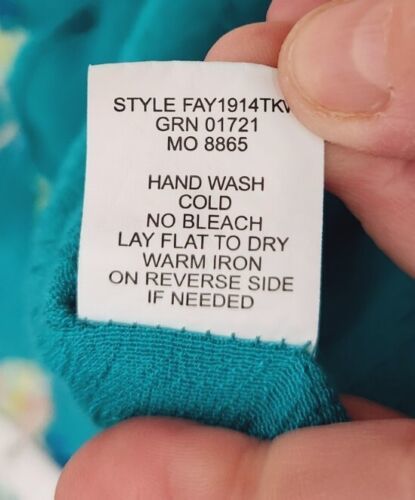 STYLE
GRN 01721
MO 8865
HAND WASH
COLD
NO BLEACH
LAY FLAT TO DRY
WARM IRON
ON REVERSE SIDE
IF NEEDED